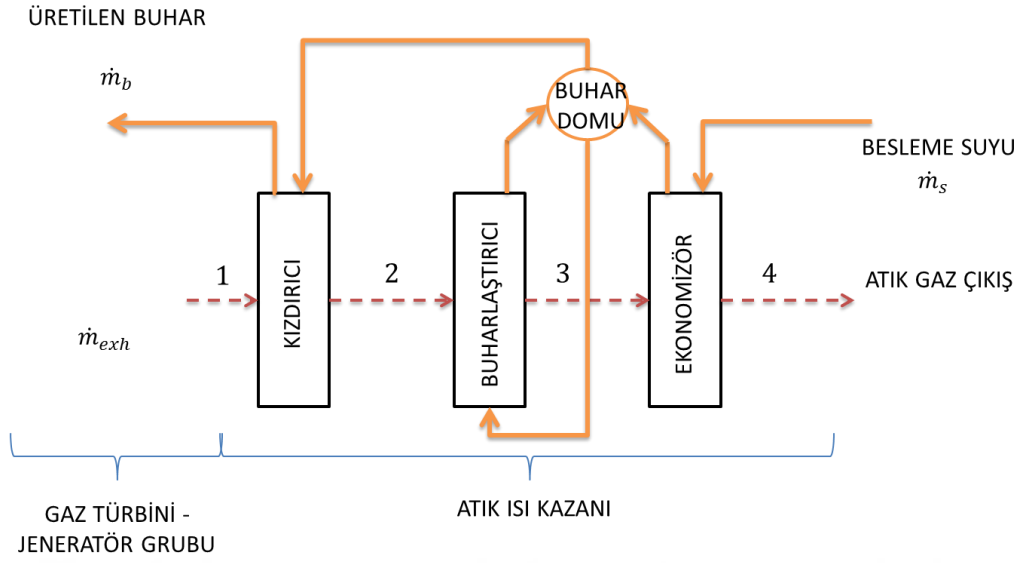 ÜRETİLEN BUHAR
ṁ_b
BUHAR
DOMU
BESLEME SUYU
ṁ_s
KIZDIRICI
BUHARLAŞTIRICI
EKONOMİZÖR
1
2
3
4
ATIK GAZ ÇIKIŞ
ṁ_exh
GAZ TÜRBİNİ -
JENERATÖR GRUBU
ATIK ISI KAZANI